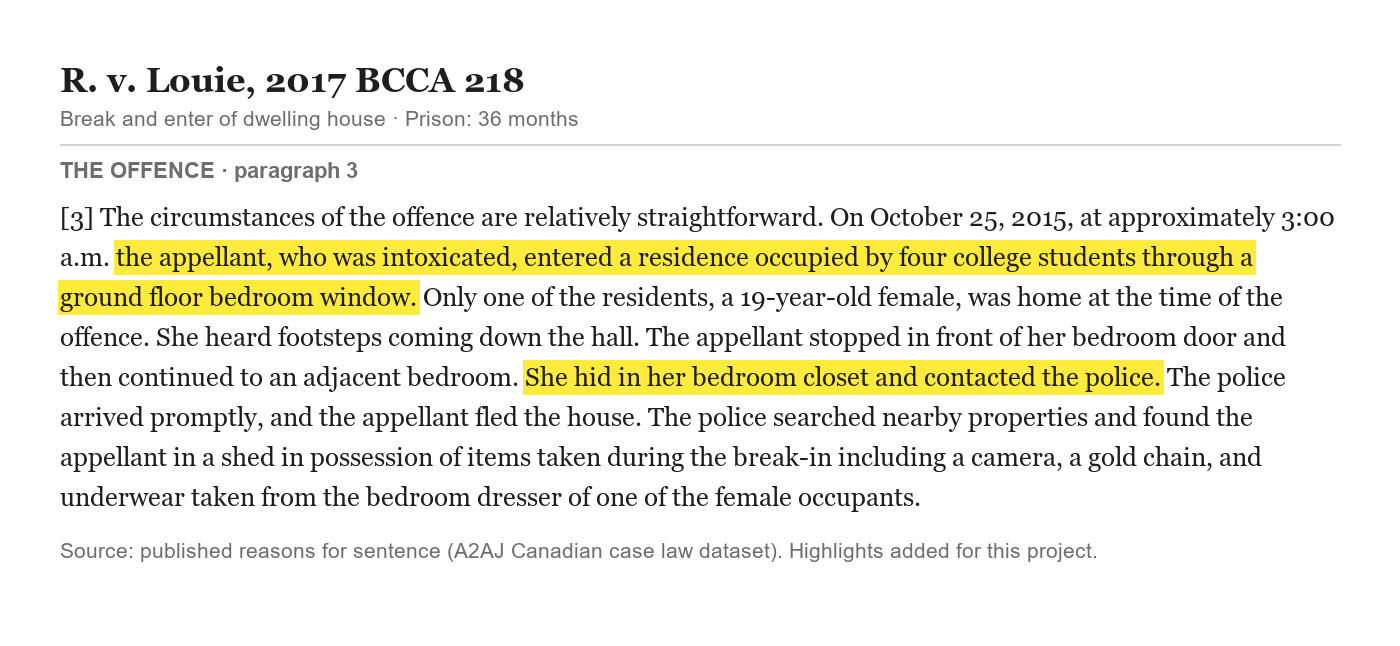 R. v. Louie, 2017 BCCA 218
Break and enter of dwelling house · Prison: 36 months
THE OFFENCE · paragraph 3
[3] The circumstances of the offence are relatively straightforward. On October 25, 2015, at approximately 3:00
a.m. the appellant, who was intoxicated, entered a residence occupied by four college students through a
ground floor bedroom window. Only one of the residents, a 19-year-old female, was home at the time of the
offence. She heard footsteps coming down the hall. The appellant stopped in front of her bedroom door and
then continued to an adjacent bedroom. She hid in her bedroom closet and contacted the police. The police
arrived promptly, and the appellant fled the house. The police searched nearby properties and found the
appellant in a shed in possession of items taken during the break-in including a camera, a gold chain, and
underwear taken from the bedroom dresser of one of the female occupants.
Source: published reasons for sentence (A2AJ Canadian case law dataset). Highlights added for this project.